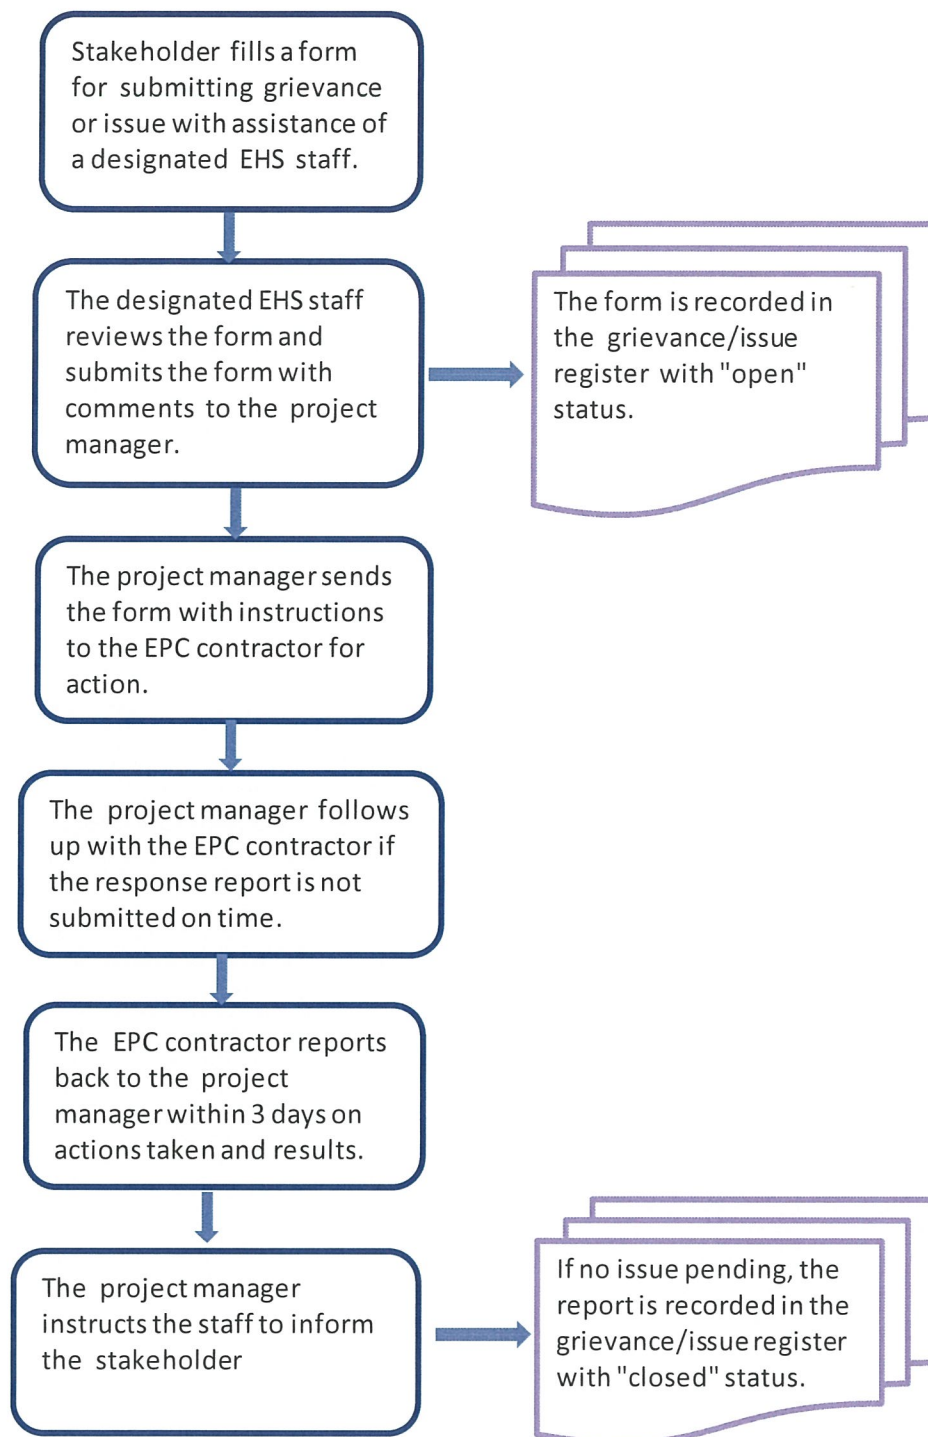 Stakeholder fills a form
for submitting grievance
or issue with assistance of
a designated EHS staff.
The designated EHS staff
reviews the form and
submits the form with
comments to the project
manager.
The form is recorded in
the grievance/issue
register with "open"
status.
The project manager sends
the form with instructions
to the EPC contractor for
action.
The project manager follows
up with the EPC contractor if
the response report is not
submitted on time.
The EPC contractor reports
back to the project
manager within 3 days on
actions taken and results.
The project manager
instructs the staff to inform
the stakeholder
If no issue pending, the
report is recorded in the
grievance/issue register
with "closed" status.